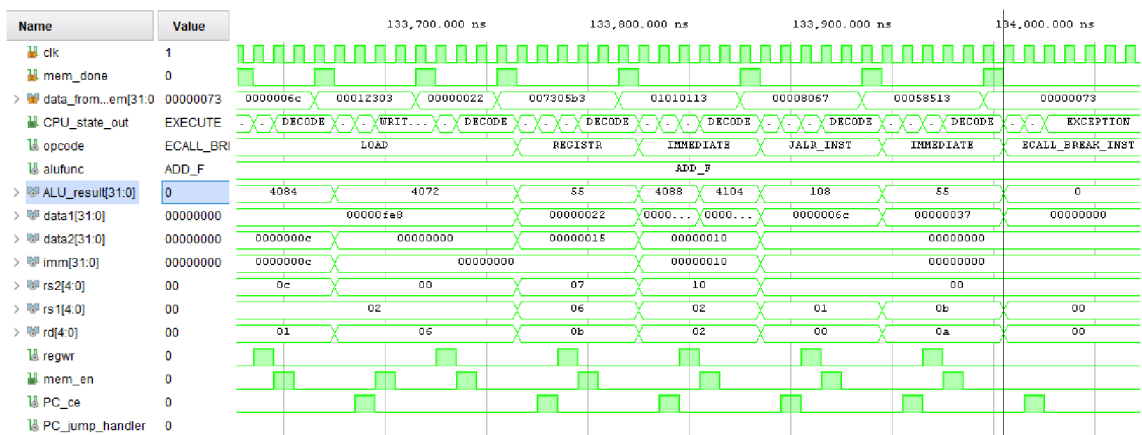 Name Value 133,700.000 ns 133,800.000 ns 133,900.000 ns 134,000.000 ns
clk 1
mem_done 0
data_from...em[31:0 00000073 0000006c 00012303 00000022 007305b3 01010113 00008067 00058513 00000073
CPU_state_out EXECUTE . . DECODE . . WRIT... . . DECODE . . . DECODE . . . DECODE . . . DECODE . . . DECODE . . EXCEPTION
opcode ECALL_BRI LOAD REGISTR IMMEDIATE JALR_INST IMMEDIATE ECALL_BREAK_INST
alufunc ADD_F ADD_F
ALU_result[31:0] 0 4084 4072 55 4088 4104 108 55 0
data1[31:0] 00000000 00000fe8 00000022 0000... 0000... 0000006c 00000037 00000000
data2[31:0] 00000000 0000000c 00000000 00000015 00000010 00000000
imm[31:0] 00000000 0000000c 00000000 00000010 00000000
rs2[4:0] 00 0c 00 07 10 00
rs1[4:0] 00 02 06 02 01 0b 00
rd[4:0] 00 01 06 0b 02 00 0a 00
regwr 0
mem_en 0
PC_ce 0
PC_jump_handler 0